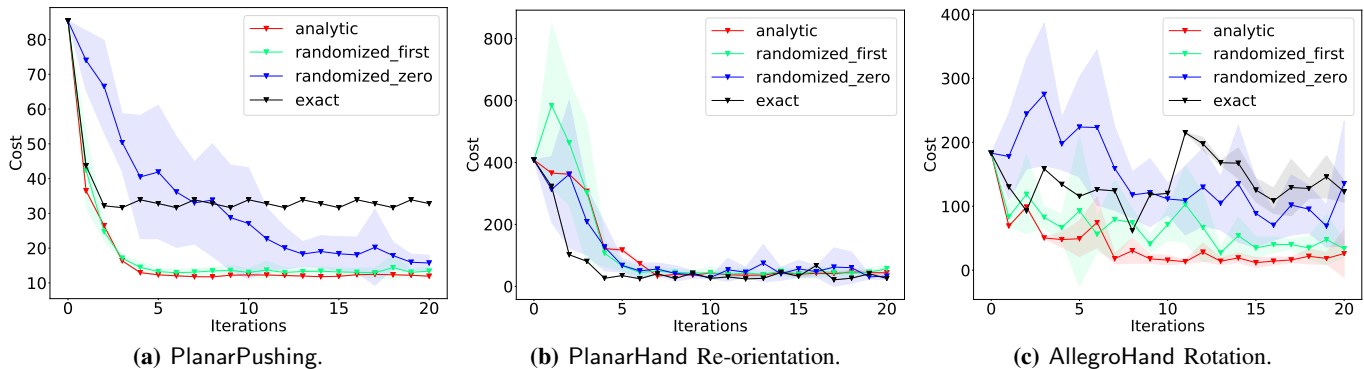 80
70
60
50
40
30
20
10
Cost
0
5
10
15
20
Iterations
analytic
randomized_first
randomized_zero
exact
(a) PlanarPushing.
800
600
400
200
0
Cost
0
5
10
15
20
Iterations
analytic
randomized_first
randomized_zero
exact
(b) PlanarHand Re-orientation.
400
300
200
100
0
Cost
0
5
10
15
20
Iterations
analytic
randomized_first
randomized_zero
exact
(c) AllegroHand Rotation.